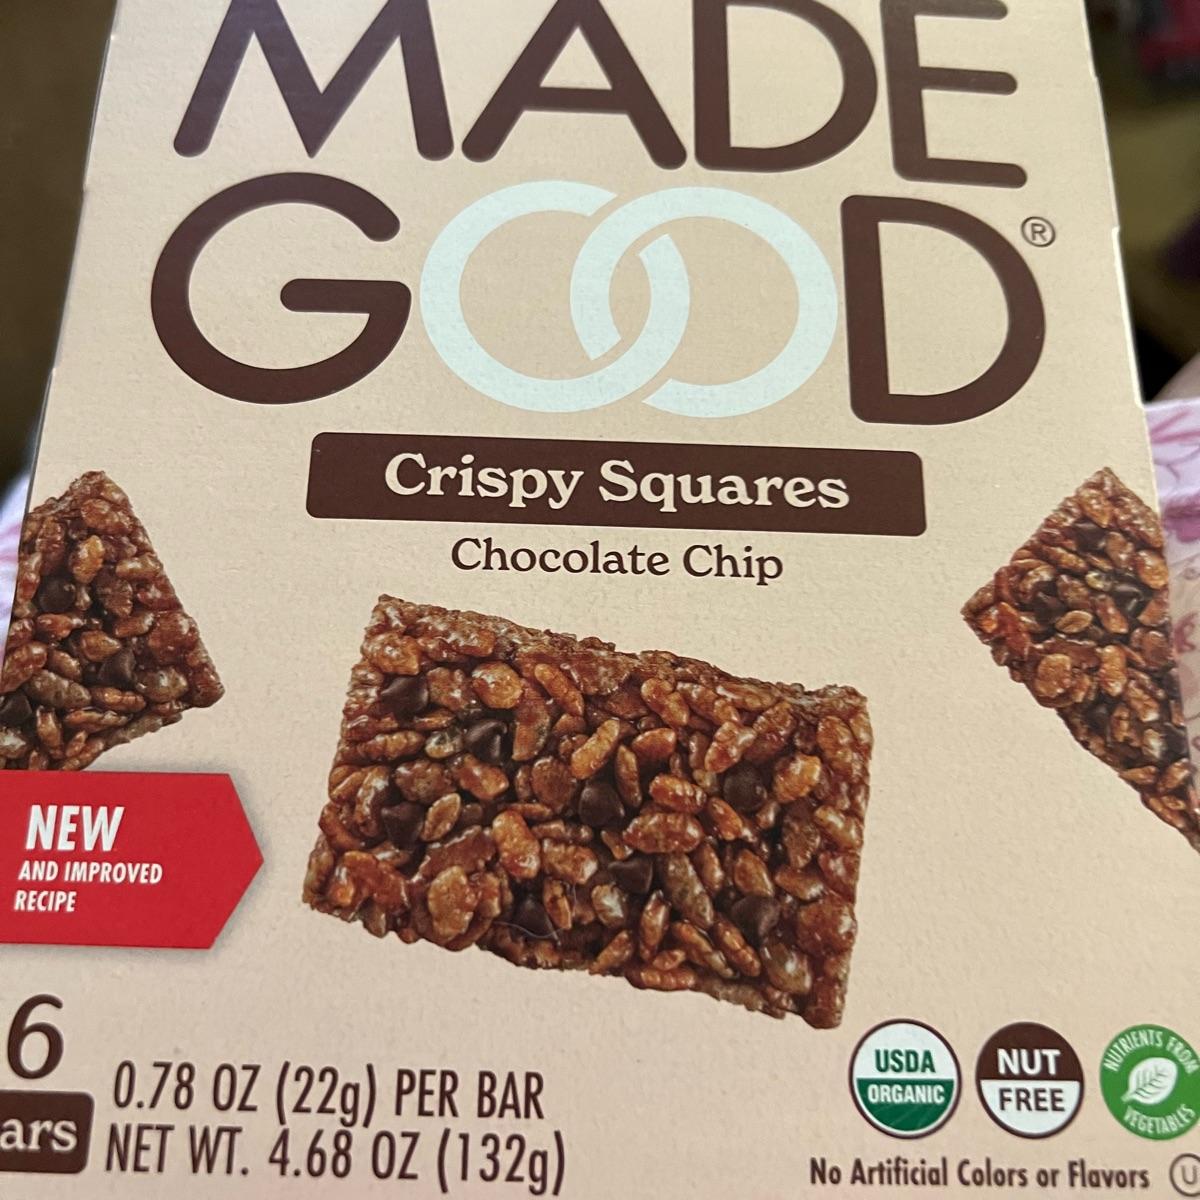 MADE
GOOD®
Crispy Squares
Chocolate Chip
NEW
AND IMPROVED
RECIPE
6
ars
0.78 OZ (22g) PER BAR
NET WT. 4.68 OZ (132g)
USDA
ORGANIC
NUT
FREE
NUTRIENTS FROM
VEGETABLES
No Artificial Colors or Flavors
U